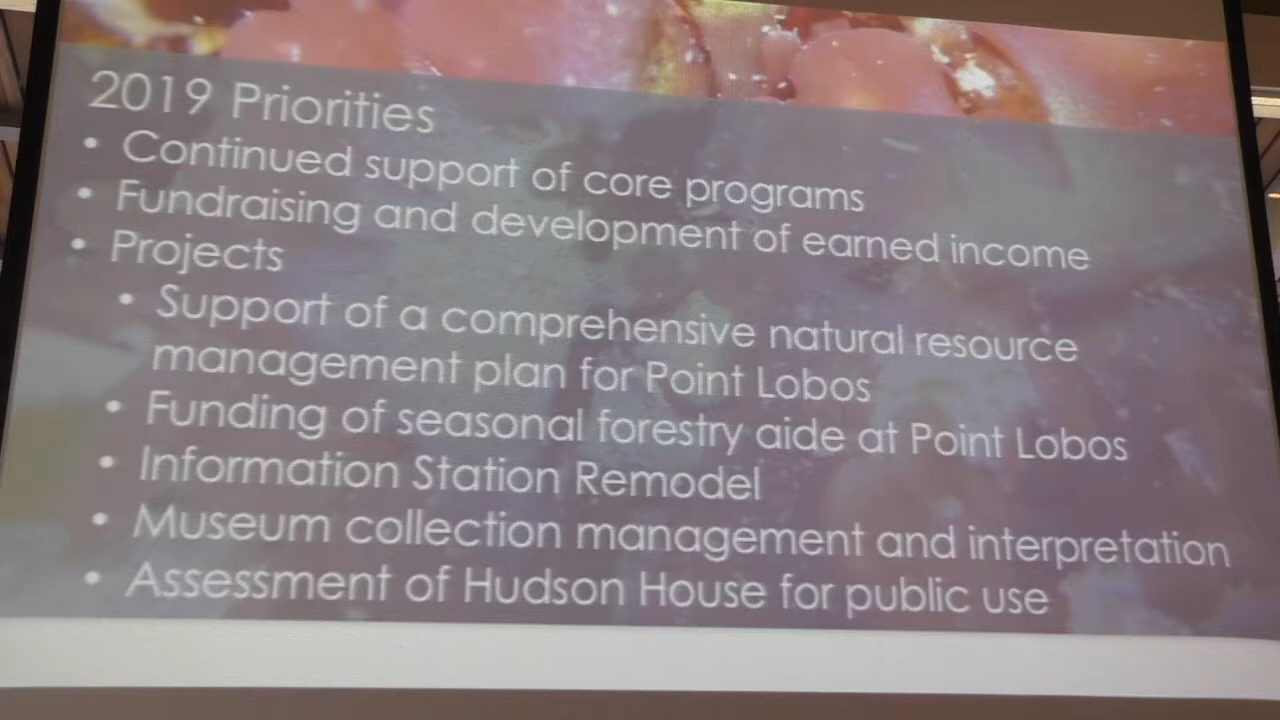 2019 Priorities
• Continued support of core programs
• Fundraising and development of earned income
• Projects
• Support of a comprehensive natural resource
management plan for Point Lobos
• Funding of seasonal forestry aide at Point Lobos
• Information Station Remodel
• Museum collection management and interpretation
• Assessment of Hudson House for public use